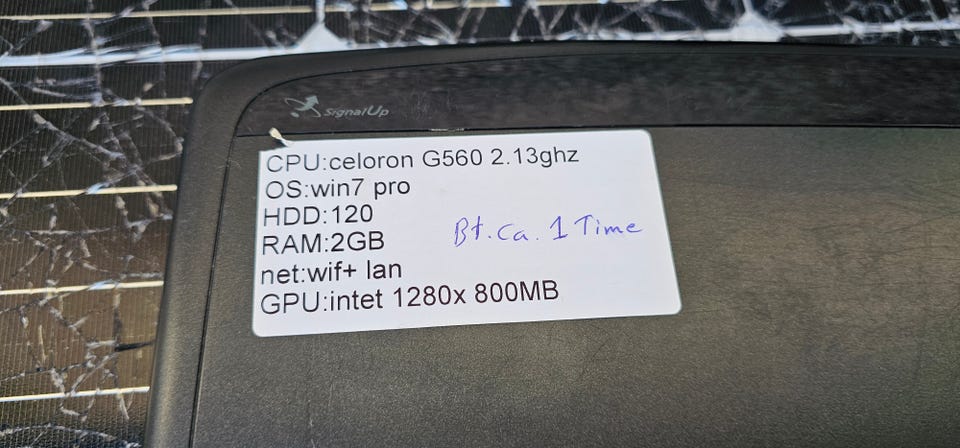 SignalUp
CPU:celoron G560 2.13ghz
OS:win7 pro
HDD:120
RAM:2GB
Bt.ca.1 Time
net:wif+ lan
GPU:intet 1280x 800MB